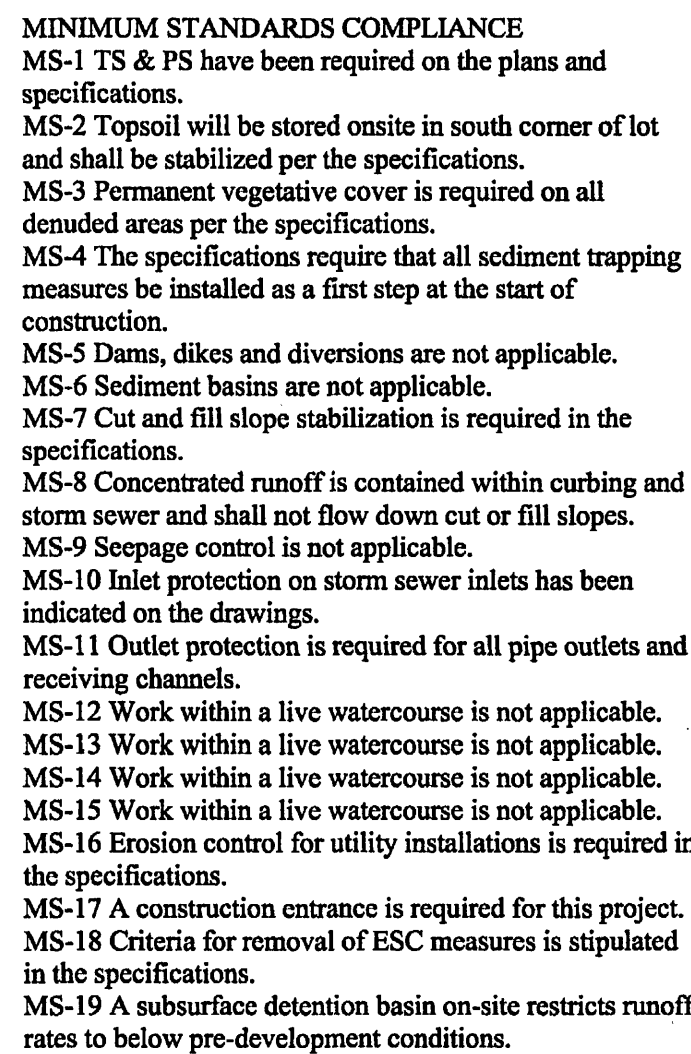 MINIMUM STANDARDS COMPLIANCE
MS-1 TS & PS have been required on the plans and
specifications.
MS-2 Topsoil will be stored onsite in south corner of lot
and shall be stabilized per the specifications.
MS-3 Permanent vegetative cover is required on all
denuded areas per the specifications.
MS-4 The specifications require that all sediment trapping
measures be installed as a first step at the start of
construction.
MS-5 Dams, dikes and diversions are not applicable.
MS-6 Sediment basins are not applicable.
MS-7 Cut and fill slope stabilization is required in the
specifications.
MS-8 Concentrated runoff is contained within curbing and
storm sewer and shall not flow down cut or fill slopes.
MS-9 Seepage control is not applicable.
MS-10 Inlet protection on storm sewer inlets has been
indicated on the drawings.
MS-11 Outlet protection is required for all pipe outlets and
receiving channels.
MS-12 Work within a live watercourse is not applicable.
MS-13 Work within a live watercourse is not applicable.
MS-14 Work within a live watercourse is not applicable.
MS-15 Work within a live watercourse is not applicable.
MS-16 Erosion control for utility installations is required in
the specifications.
MS-17 A construction entrance is required for this project.
MS-18 Criteria for removal of ESC measures is stipulated
in the specifications.
MS-19 A subsurface detention basin on-site restricts runoff
rates to below pre-development conditions.